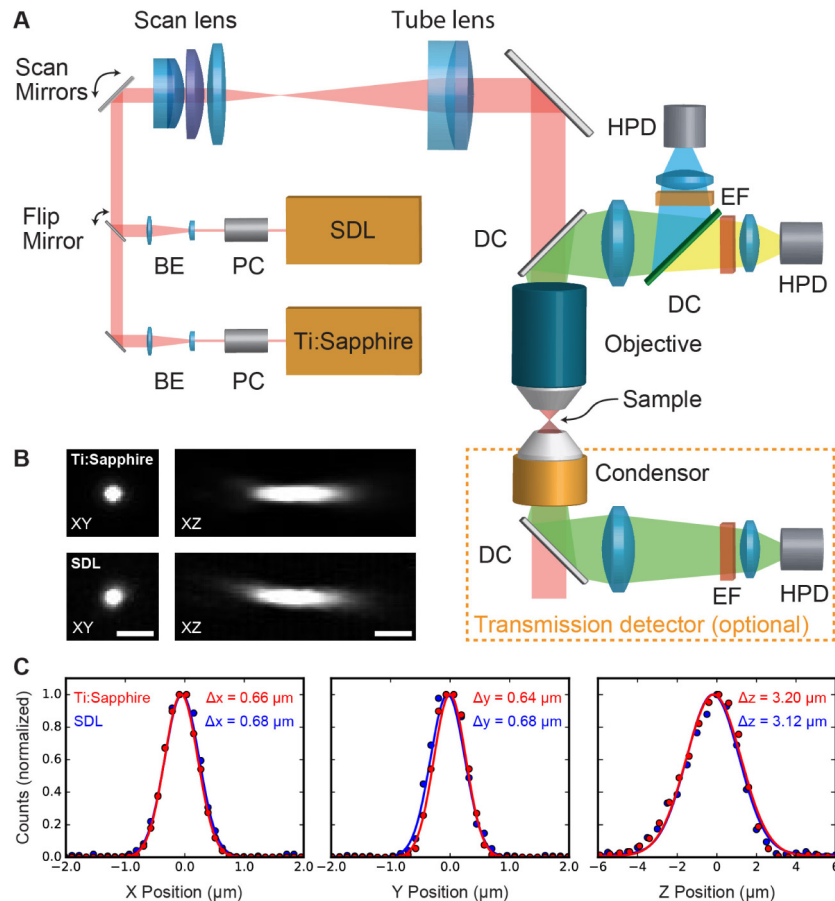 A
Scan lens
Tube lens
Scan
Mirrors
HPD
Flip
Mirror
SDL
EF
DC
BE
PC
DC
HPD
Ti:Sapphire
Objective
BE
PC
Sample
B
Ti:Sapphire
XY
XZ
Condensor
SDL
XY
XZ
DC
EF
HPD
Transmission detector (optional)
C
Counts (normalized)
1.0
0.8
0.6
0.4
0.2
0.0
Ti:Sapphire
SDL
Δx = 0.66 µm
Δx = 0.68 µm
−2.0
−1.0
0.0
1.0
2.0
X Position (µm)
Δy = 0.64 µm
Δy = 0.68 µm
−2.0
−1.0
0.0
1.0
2.0
Y Position (µm)
Δz = 3.20 µm
Δz = 3.12 µm
−6
−4
−2
0
2
4
6
Z Position (µm)